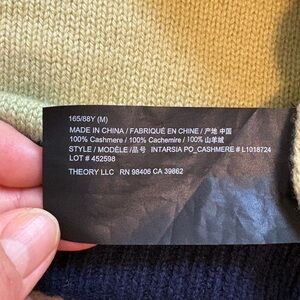 165/88Y (M)
MADE IN CHINA / FABRIQUÉ EN CHINE / 产地 中国
100% Cashmere / 100% Cachemire / 100% 山羊绒
STYLE / MODÈLE /品号 INTARSIA PO_CASHMERE # L1018724
LOT # 452598
THEORY LLC RN 98406 CA 39862